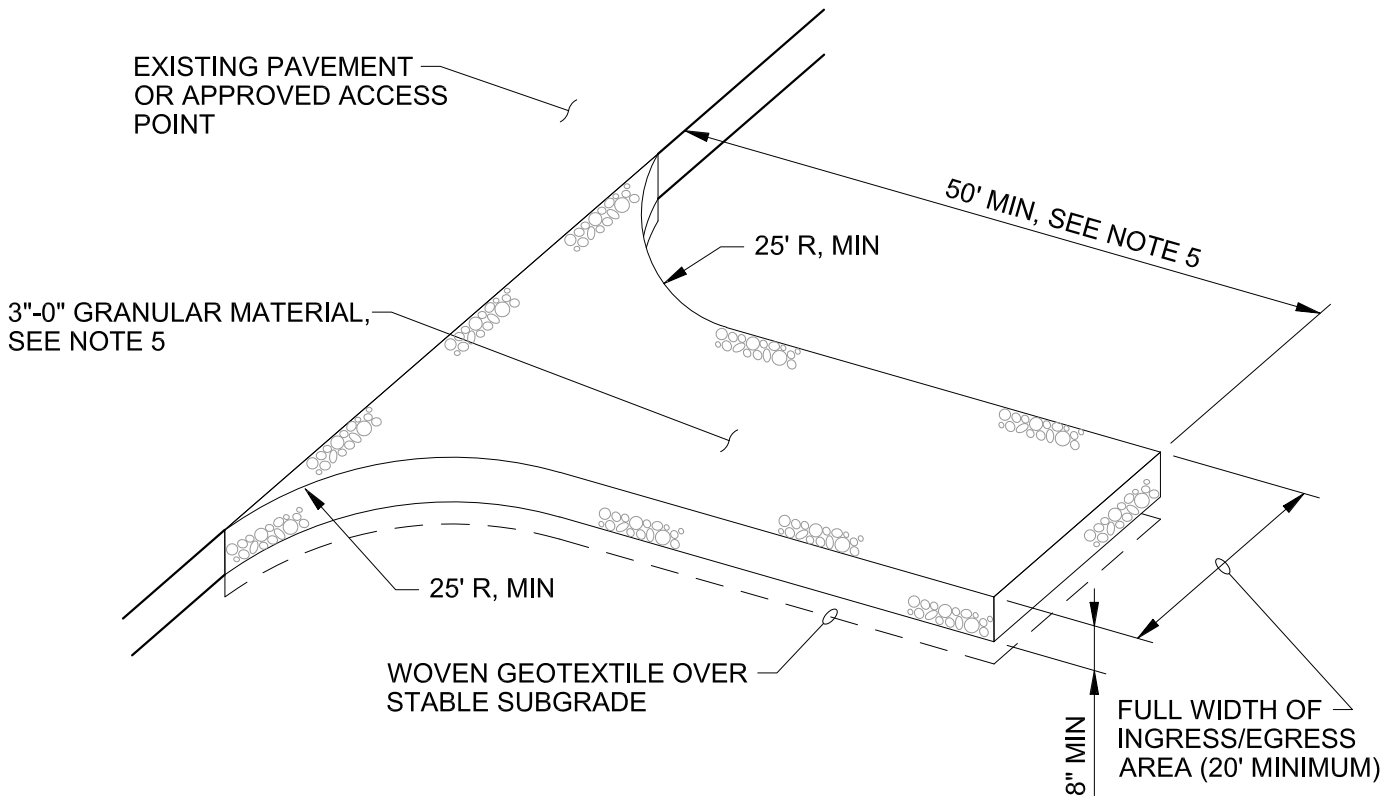 EXISTING PAVEMENT
OR APPROVED ACCESS
POINT
50' MIN, SEE NOTE 5
25' R, MIN
3"-0" GRANULAR MATERIAL,
SEE NOTE 5
25' R, MIN
WOVEN GEOTEXTILE OVER
STABLE SUBGRADE
8" MIN
FULL WIDTH OF
INGRESS/EGRESS
AREA (20' MINIMUM)